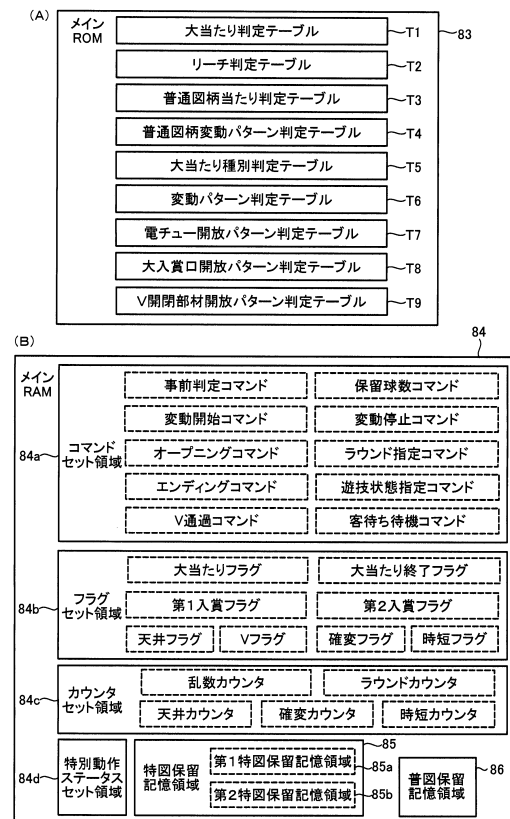 (A)
メイン
ROM
大当たり判定テーブル
T1
83
リーチ判定テーブル
T2
普通図柄当たり判定テーブル
T3
普通図柄変動パターン判定テーブル
T4
大当たり種別判定テーブル
T5
変動パターン判定テーブル
T6
電チュー開放パターン判定テーブル
T7
大入賞口開放パターン判定テーブル
T8
V開閉部材開放パターン判定テーブル
T9
(B)
84
メイン
RAM
84a
コマンド
セット領域
事前判定コマンド
保留球数コマンド
変動開始コマンド
変動停止コマンド
オープニングコマンド
ラウンド指定コマンド
エンディングコマンド
遊技状態指定コマンド
V通過コマンド
客待ち待機コマンド
84b
フラグ
セット領域
大当たりフラグ
大当たり終了フラグ
第1入賞フラグ
第2入賞フラグ
天井フラグ
Vフラグ
確変フラグ
時短フラグ
84c
カウンタ
セット領域
乱数カウンタ
ラウンドカウンタ
天井カウンタ
確変カウンタ
時短カウンタ
84d
特別動作
ステータス
セット領域
特図保留
記憶領域
85
第1特図保留記憶領域
85a
第2特図保留記憶領域
85b
普図保留
記憶領域
86